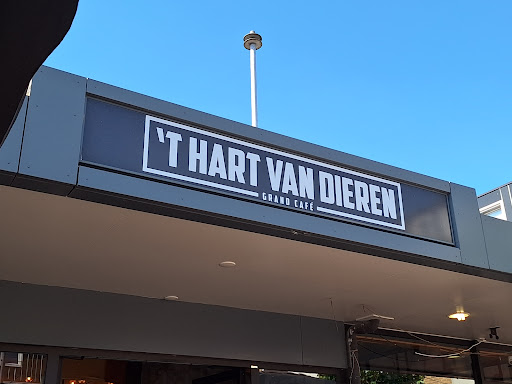 ‘T HART VAN DIEREN
GRAND CAFÉ